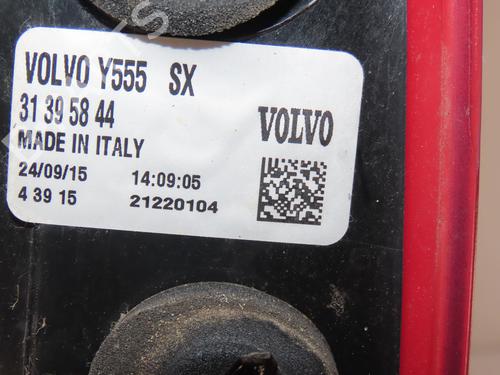 VOLVO Y555 SX
31 39 58 44
MADE IN ITALY
VOLVO
24/09/15 14:09:05
4 39 15 21220104